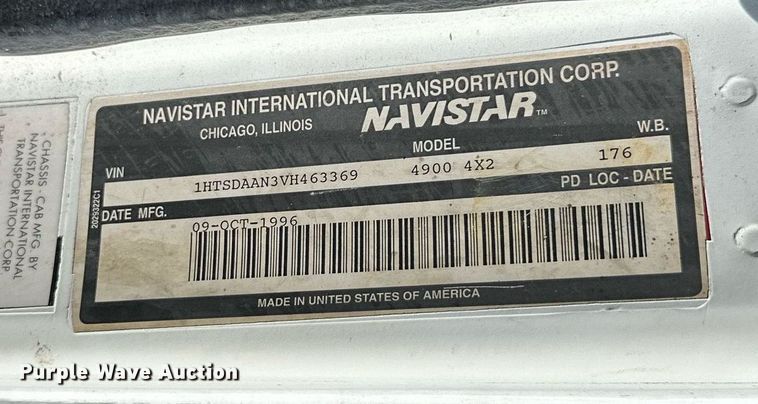 NAVISTAR INTERNATIONAL TRANSPORTATION CORP.
CHICAGO, ILLINOIS NAVISTAR TM
VIN MODEL W.B.
1HTSDAAN3VH463369 4900 4X2 176
DATE MFG. PD LOC - DATE
09-OCT-1996
MADE IN UNITED STATES OF AMERICA
2029322C1
CHASSIS - CAB MFG. BY
NAVISTAR INTERNATIONAL
TRANSPORTATION CORP.
Purple Wave Auction